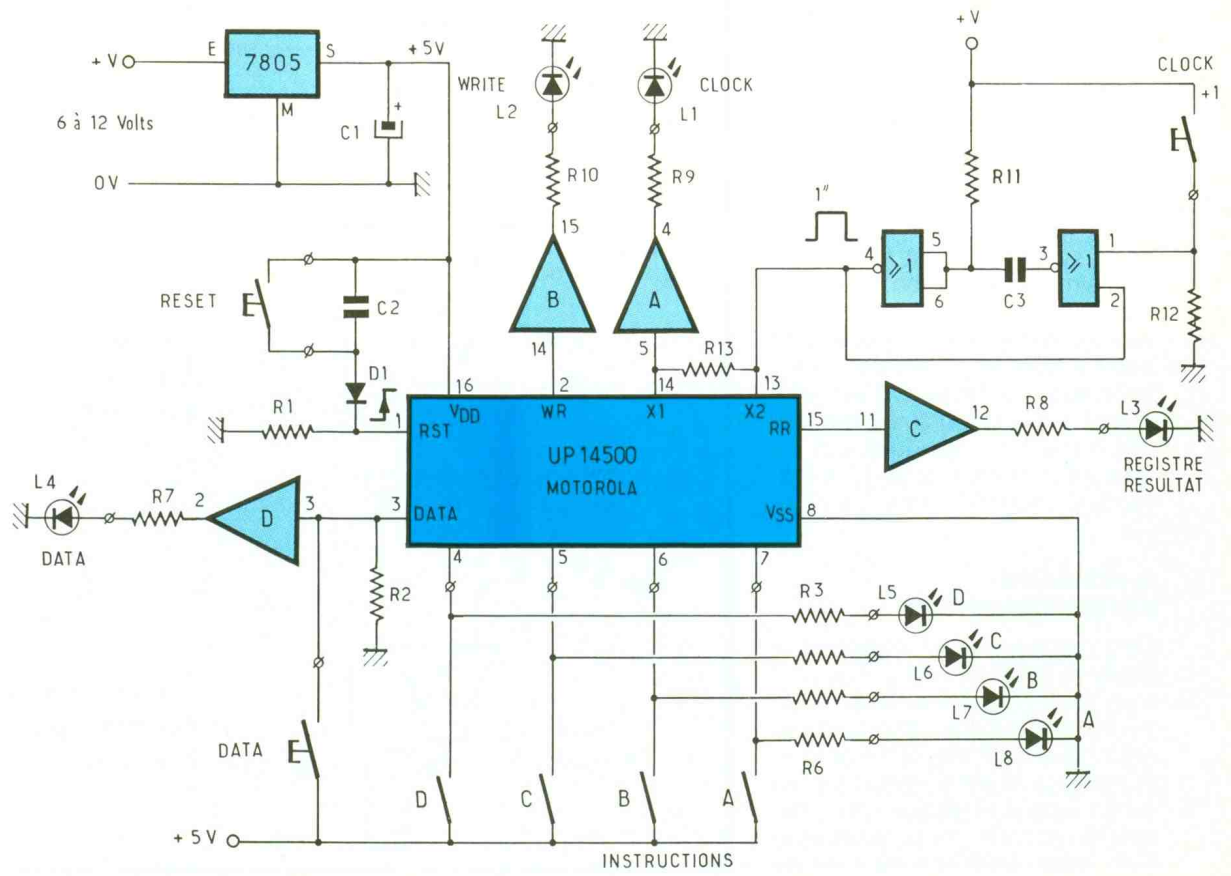 +V E 7805 S +5V
M
6 à 12 Volts
C1 +
0V
WRITE
L2
CLOCK
L1
R10
R9
15
4
B
A
14
5
R13
+V
CLOCK
+1
R11
1"
4 ≥1 5
6
C3
3 ≥1 1
2
R12
RESET
C2
D1
R1
1
16
2
14
13
VDD WR X1 X2
RST
RR 15
11 C 12 R8 L3
REGISTRE
RESULTAT
UP 14500
MOTOROLA
L4
R7 2 D 3
3 DATA
VSS 8
DATA
R2
4 5 6 7
R3 L5 D
L6 C
L7 B
R6 L8 A
DATA
D C B A
+5V
INSTRUCTIONS